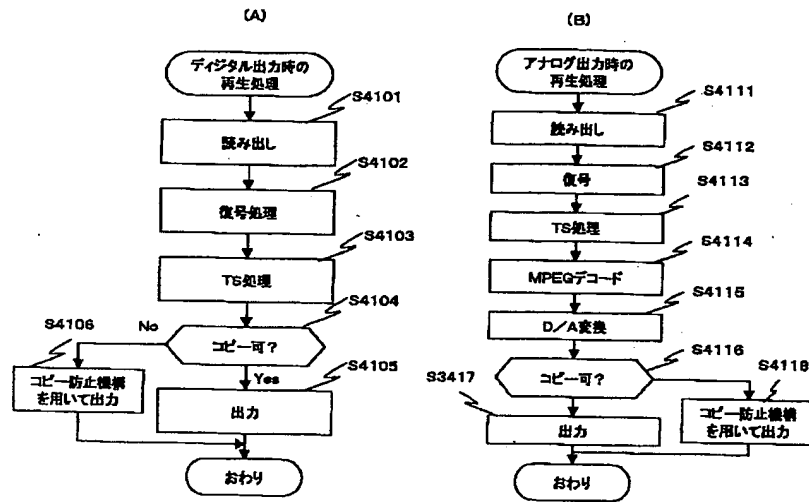 (A)
ディジタル出力時の
再生処理
S4101
読み出し
S4102
復号処理
S4103
TS処理
S4104
コピー可?
No
S4106
コピー防止機構
を用いて出力
Yes
S4105
出力
おわり
(B)
アナログ出力時の
再生処理
S4111
読み出し
S4112
復号
S4113
TS処理
S4114
MPEGデコード
S4115
D/A変換
S4116
コピー可?
S3417
出力
S4118
コピー防止機構
を用いて出力
おわり